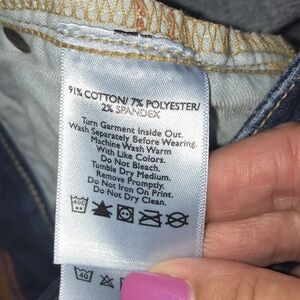 91% COTTON/ 7% POLYESTER/
2% SPANDEX
Turn Garment Inside Out.
Wash Separately Before Wearing.
Machine Wash Warm
With Like Colors.
Do Not Bleach.
Tumble Dry Medium.
Remove Promptly.
Do Not Iron On Print.
Do Not Dry Clean.
40